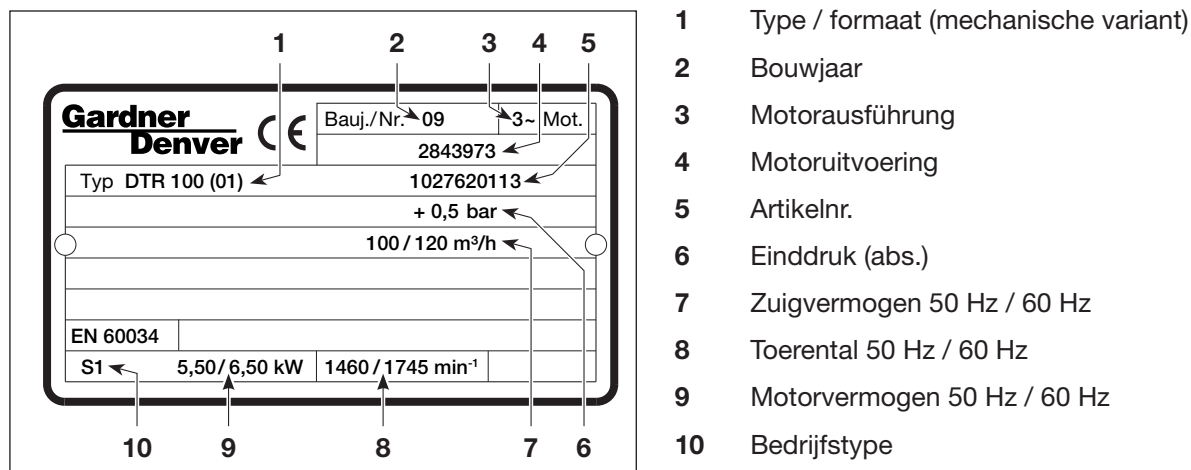 1 2 3 4 5
Gardner
Denver
CE
Bauj./Nr. 09
3~ Mot.
2843973
Typ DTR 100 (01)
1027620113
+ 0,5 bar
100 / 120 m³/h
EN 60034
S1
5,50 / 6,50 kW
1460 / 1745 min⁻¹
10 9 8 7 6
1 Type / formaat (mechanische variant)
2 Bouwjaar
3 Motorausführung
4 Motoruitvoering
5 Artikelnr.
6 Einddruk (abs.)
7 Zuigvermogen 50 Hz / 60 Hz
8 Toerental 50 Hz / 60 Hz
9 Motorvermogen 50 Hz / 60 Hz
10 Bedrijfstype